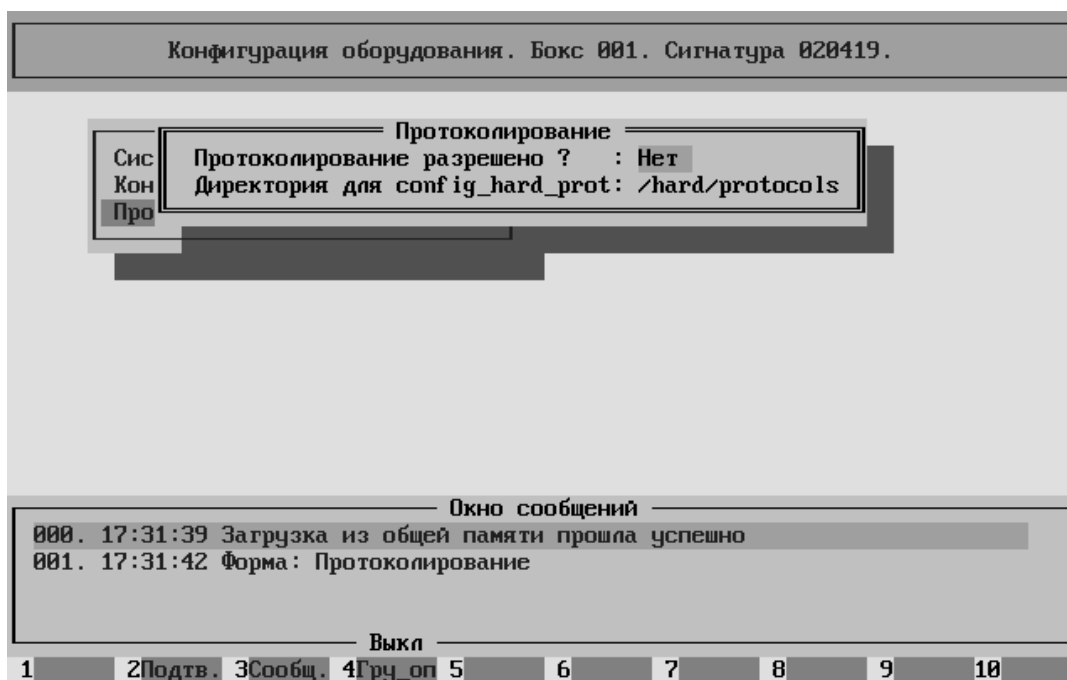 Конфигурация оборудования. Бокс 001. Сигнатура 020419.
Протоколирование
Сис
Протоколирование разрешено ? : Нет
Кон
Директория для config_hard_prot: /hard/protocols
Про
Окно сообщений
000. 17:31:39 Загрузка из общей памяти прошла успешно
001. 17:31:42 Форма: Протоколирование
Выкл
1 2Подтв. 3Сообщ. 4Гру_оп 5 6 7 8 9 10